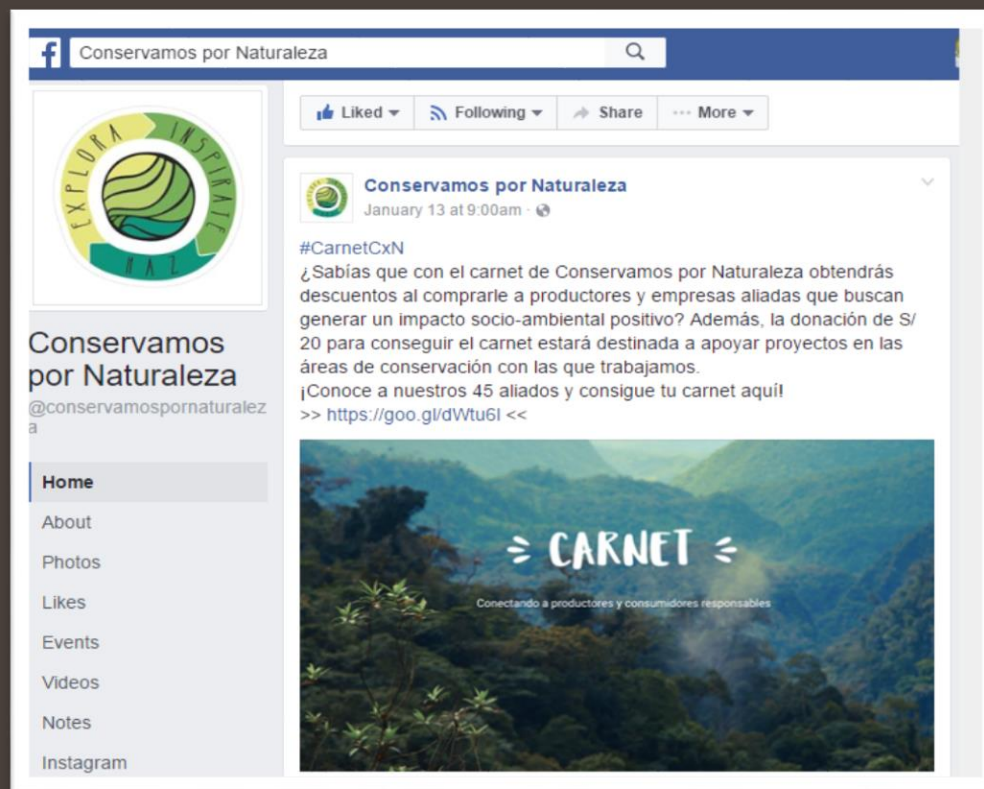 Conservamos por Naturaleza
Liked
Following
Share
More
EXPLORA
INSPIRATE
HAZ
Conservamos
por Naturaleza
@conservamospornaturalez
a
Home
About
Photos
Likes
Events
Videos
Notes
Instagram
Conservamos por Naturaleza
January 13 at 9:00am ·
#CarnetCxN
¿Sabías que con el carnet de Conservamos por Naturaleza obtendrás
descuentos al comprarle a productores y empresas aliadas que buscan
generar un impacto socio-ambiental positivo? Además, la donación de S/
20 para conseguir el carnet estará destinada a apoyar proyectos en las
áreas de conservación con las que trabajamos.
¡Conoce a nuestros 45 aliados y consigue tu carnet aquí!
>> https://goo.gl/dWtu6I <<
CARNET
Conectando a productores y consumidores responsables